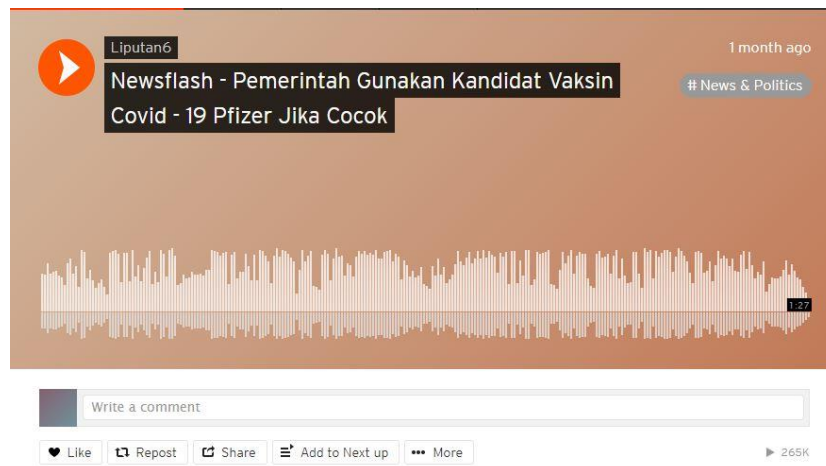 Liputan6
1 month ago
Newsflash - Pemerintah Gunakan Kandidat Vaksin
Covid - 19 Pfizer Jika Cocok
# News & Politics
1:27
Write a comment
Like
Repost
Share
Add to Next up
More
265K